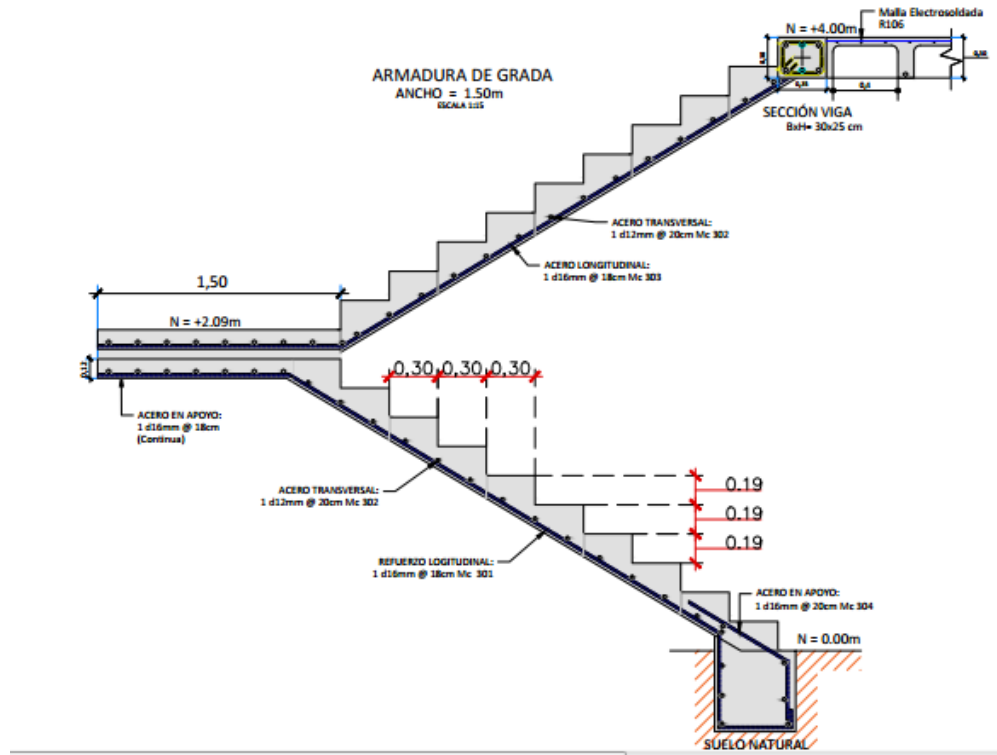 Malla Electrosoldada
R106
N = +4.00m
ARMADURA DE GRADA
ANCHO = 1.50m
ESCALA 1:15
SECCIÓN VIGA
BxH= 30x25 cm
ACERO TRANSVERSAL:
1 d12mm @ 20cm Mc 302
ACERO LONGITUDINAL:
1 d16mm @ 18cm Mc 303
1,50
N = +2.09m
0,30
0,30
0,30
ACERO EN APOYO:
1 d16mm @ 18cm
(Continua)
ACERO TRANSVERSAL:
1 d12mm @ 20cm Mc 302
0.19
0.19
0.19
REFUERZO LOGITUDINAL:
1 d16mm @ 18cm Mc 301
ACERO EN APOYO:
1 d16mm @ 20cm Mc 304
N = 0.00m
SUELO NATURAL